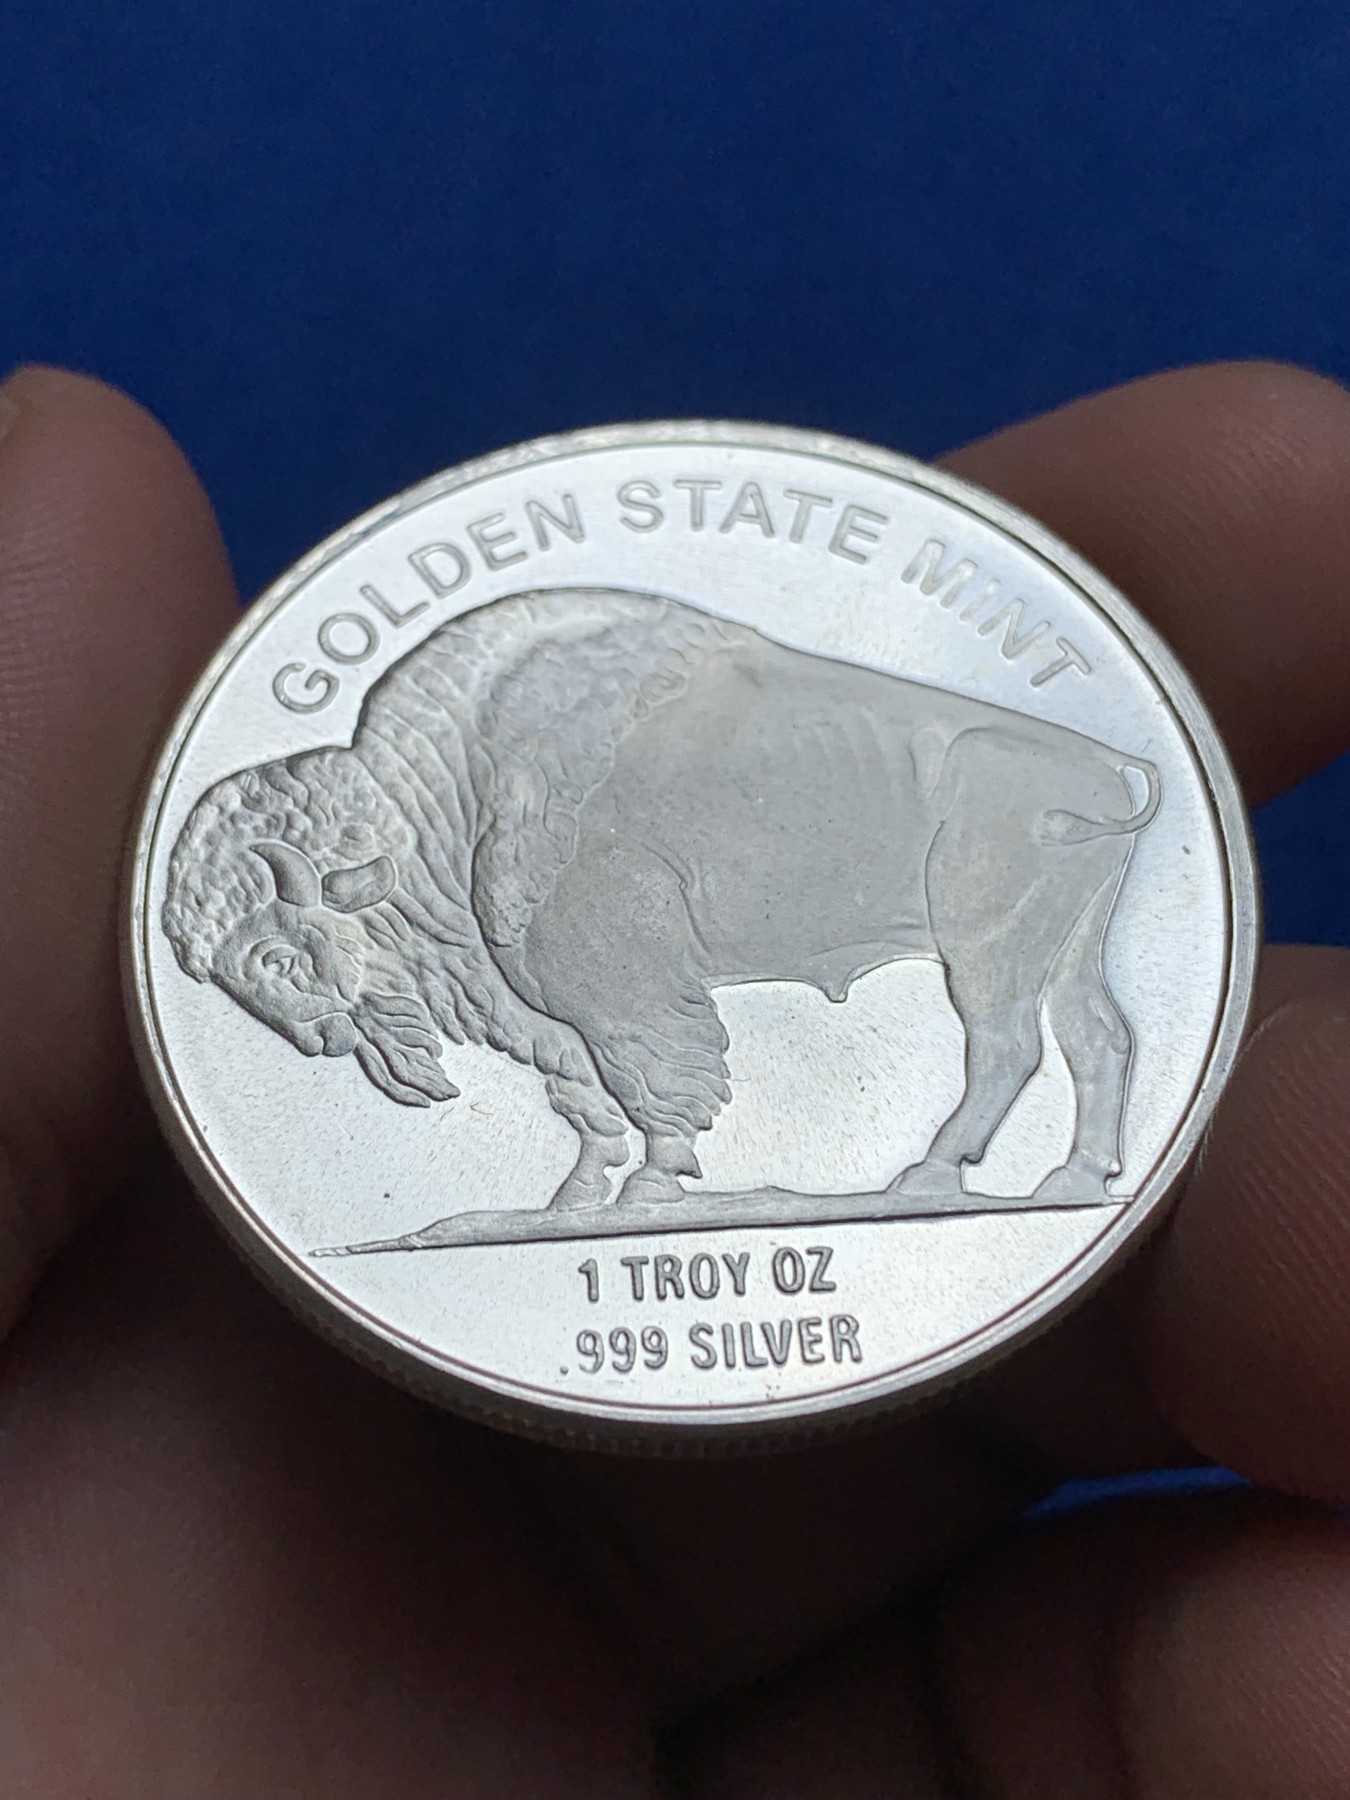 GOLDEN STATE MINT
1 TROY OZ
.999 SILVER